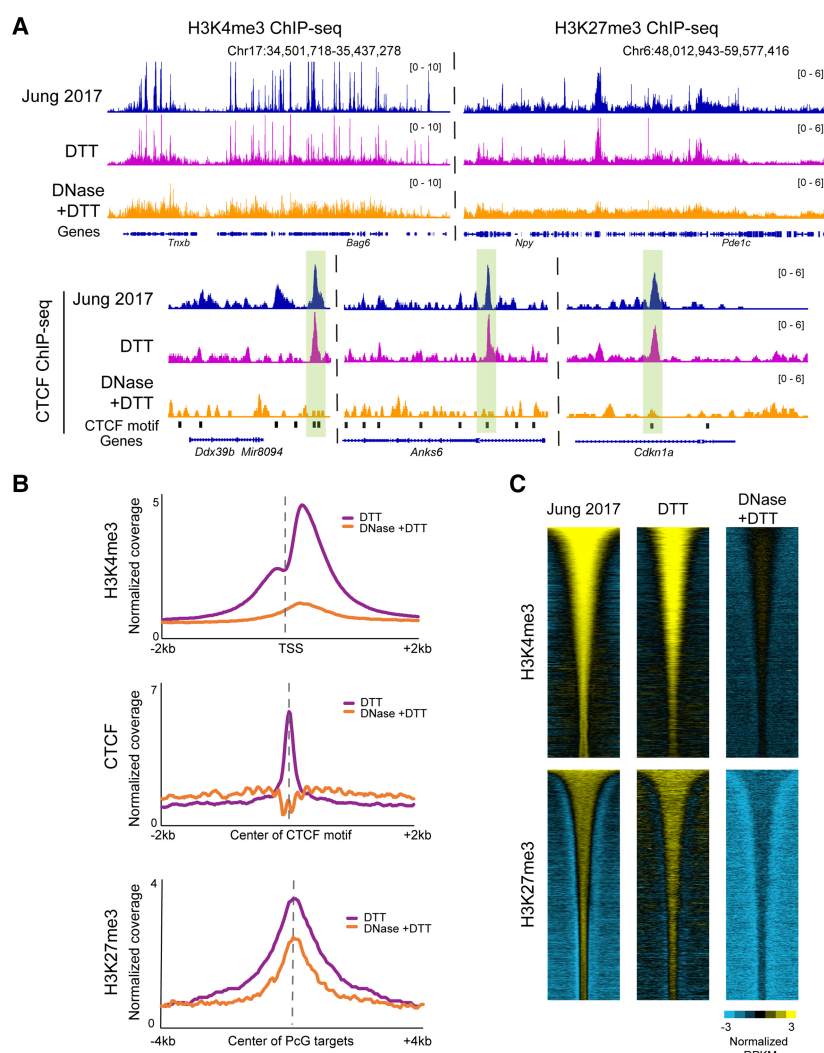 A
H3K4me3 ChIP-seq
H3K27me3 ChIP-seq
Chr17:34,501,718-35,437,278
Chr6:48,012,943-59,577,416
Jung 2017
[0 - 10]
[0 - 6]
DTT
[0 - 10]
[0 - 6]
DNase
+DTT
[0 - 10]
[0 - 6]
Genes
Tnxb
Bag6
Npy
Pde1c
CTCF ChIP-seq
Jung 2017
[0 - 6]
DTT
[0 - 6]
DNase
+DTT
[0 - 6]
CTCF motif
Genes
Ddx39b Mir8094
Anks6
Cdkn1a
B
H3K4me3
Normalized coverage
5
0
DTT
DNase +DTT
-2kb
TSS
+2kb
CTCF
Normalized coverage
7
0
DTT
DNase +DTT
-2kb
Center of CTCF motif
+2kb
H3K27me3
Normalized coverage
4
0
DTT
DNase +DTT
-4kb
Center of PcG targets
+4kb
C
Jung 2017
DTT
DNase
+DTT
H3K4me3
H3K27me3
-3
3
Normalized